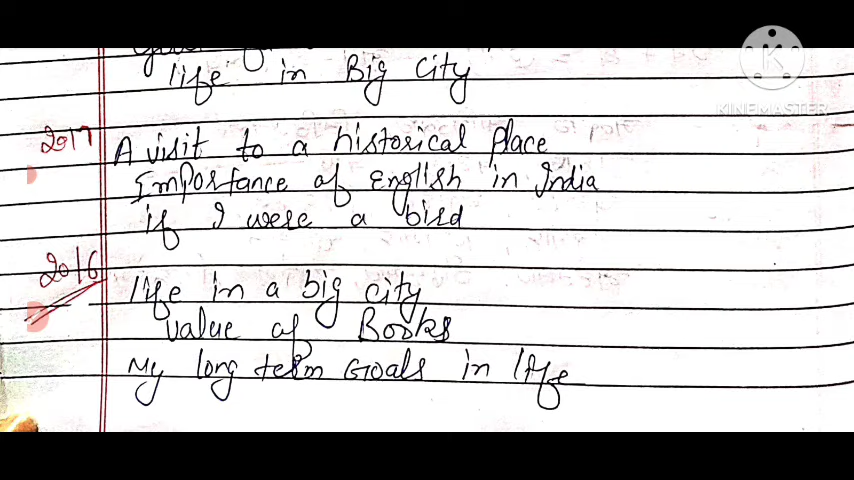 life in Big City
KINEMASTER
2017
A visit to a historical place
Importance of English in India
if I were a bird
2016
life in a big city
value of Books
My long term Goals in life